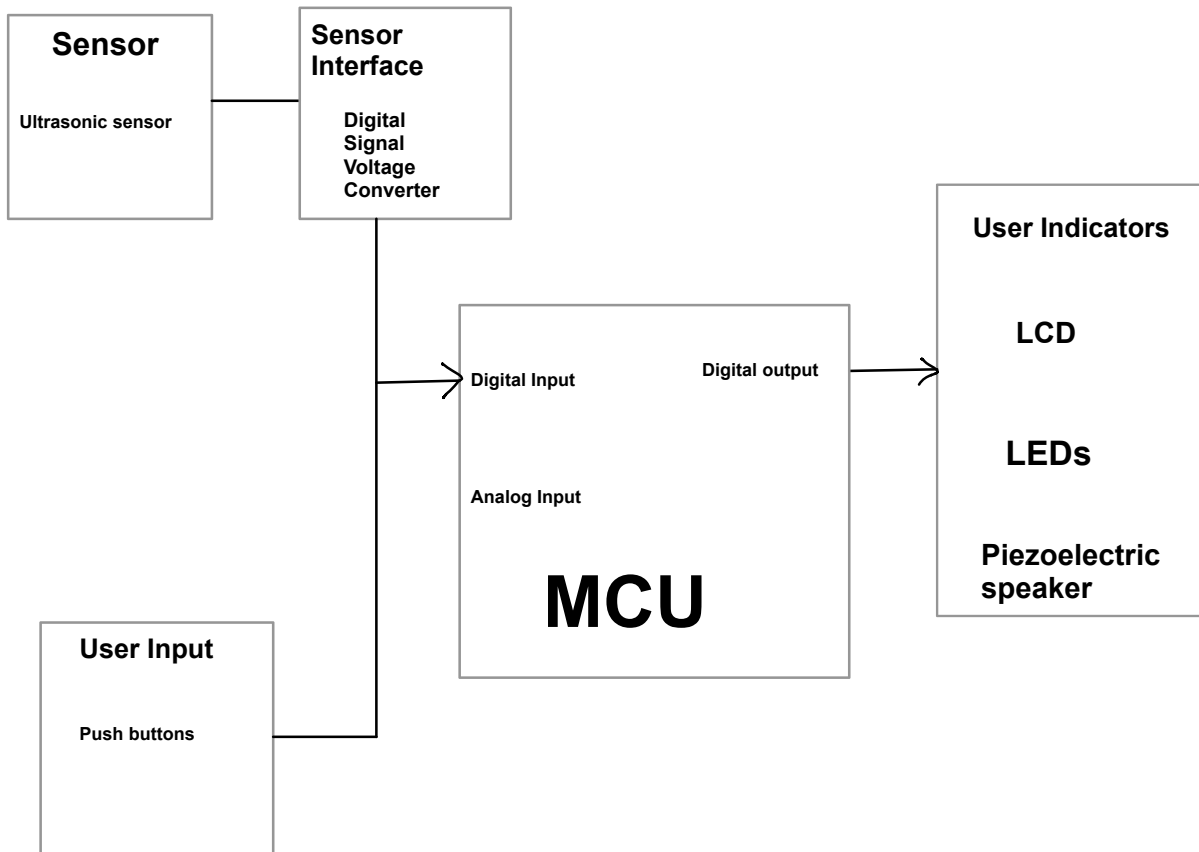 Sensor
Ultrasonic sensor
Sensor
Interface
Digital
Signal
Voltage
Converter
User Indicators
LCD
LEDs
Piezoelectric
speaker
Digital Input
Digital output
Analog Input
MCU
User Input
Push buttons